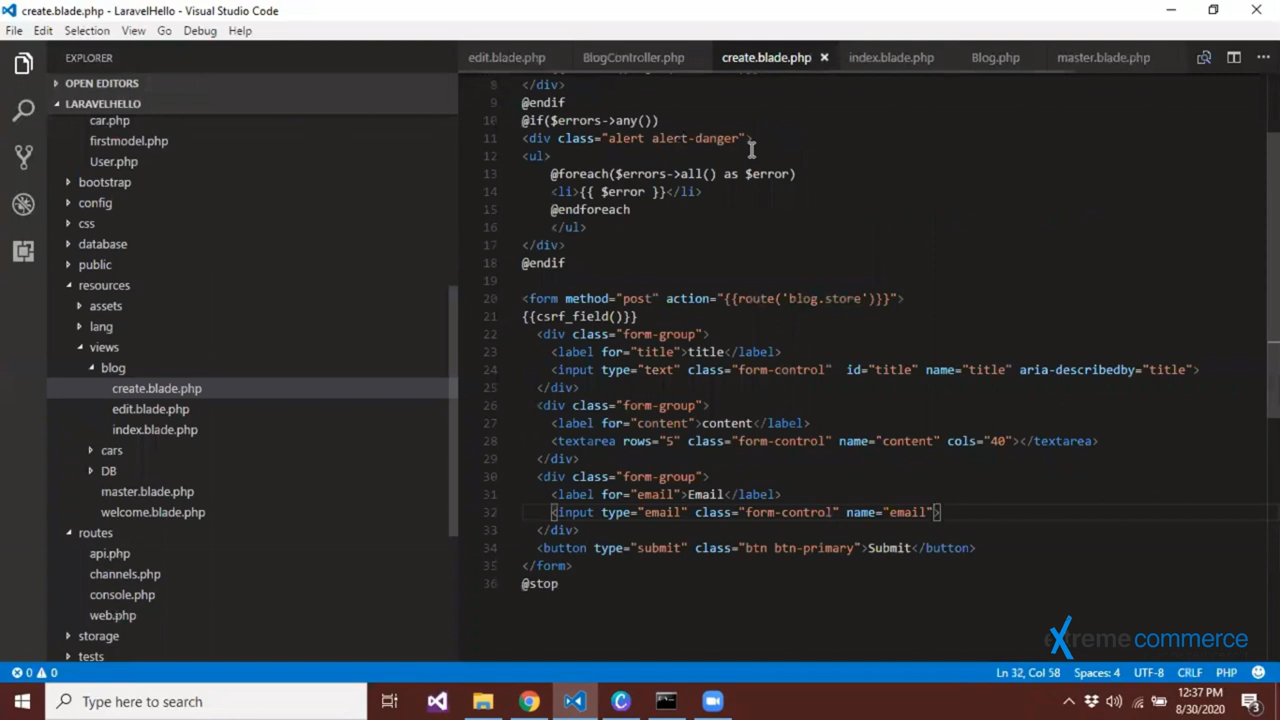 create.blade.php - LaravelHello - Visual Studio Code
File Edit Selection View Go Debug Help
EXPLORER
OPEN EDITORS
LARAVELHELLO
car.php
firstmodel.php
User.php
bootstrap
config
css
database
public
resources
assets
lang
views
blog
create.blade.php
edit.blade.php
index.blade.php
cars
DB
master.blade.php
welcome.blade.php
routes
api.php
channels.php
console.php
web.php
storage
tests
edit.blade.php BlogController.php create.blade.php index.blade.php Blog.php master.blade.php
8 </div>
9 @endif
10 @if($errors->any())
11 <div class="alert alert-danger">
12 <ul>
13 @foreach($errors->all() as $error)
14 <li>{{ $error }}</li>
15 @endforeach
16 </ul>
17 </div>
18 @endif
19
20 <form method="post" action="{{route('blog.store')}}">
21 {{csrf_field()}}
22 <div class="form-group">
23 <label for="title">title</label>
24 <input type="text" class="form-control" id="title" name="title" aria-describedby="title">
25 </div>
26 <div class="form-group">
27 <label for="content">content</label>
28 <textarea rows="5" class="form-control" name="content" cols="40"></textarea>
29 </div>
30 <div class="form-group">
31 <label for="email">Email</label>
32 <input type="email" class="form-control" name="email">
33 </div>
34 <button type="submit" class="btn btn-primary">Submit</button>
35 </form>
36 @stop
extreme commerce
0 0 Ln 32, Col 58 Spaces: 4 UTF-8 CRLF PHP
Type here to search
12:37 PM
8/30/2020
3